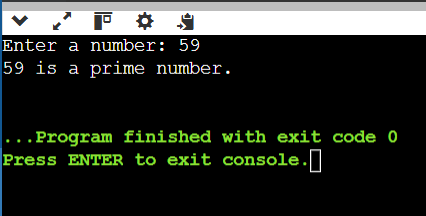 Enter a number: 59
59 is a prime number.
...Program finished with exit code 0
Press ENTER to exit console.